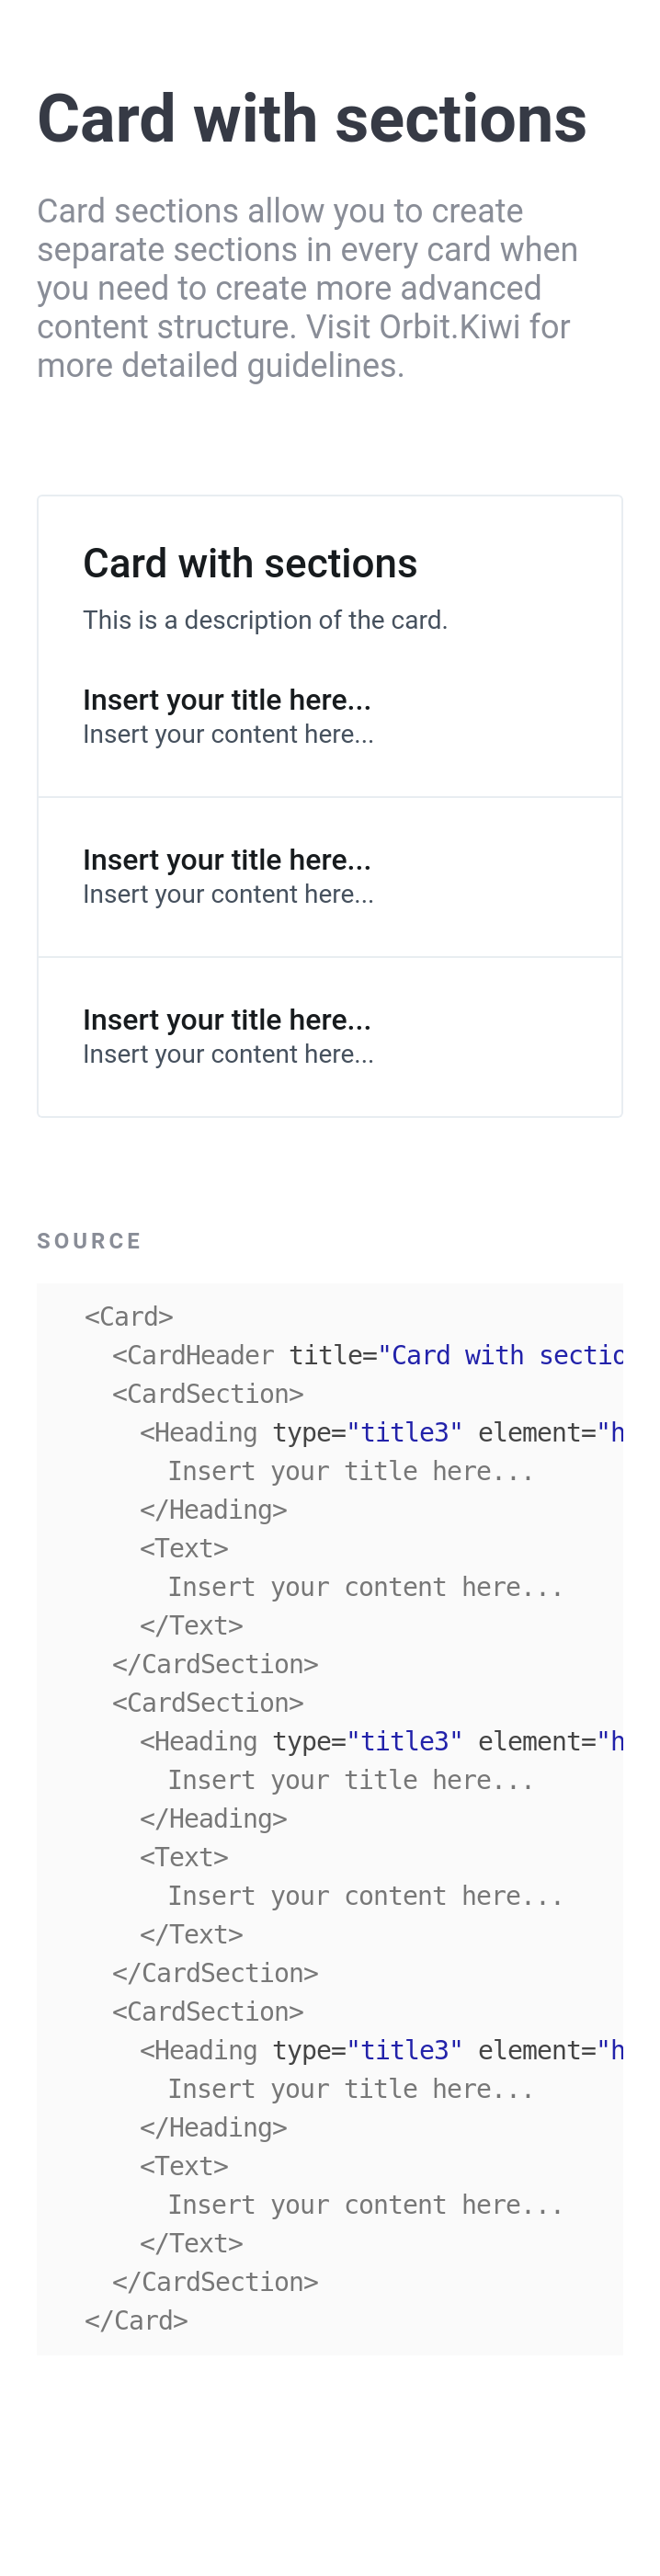 Card with sections
Card sections allow you to create
separate sections in every card when
you need to create more advanced
content structure. Visit Orbit.Kiwi for
more detailed guidelines.
Card with sections
This is a description of the card.
Insert your title here...
Insert your content here...
Insert your title here...
Insert your content here...
Insert your title here...
Insert your content here...
SOURCE
<Card>
<CardHeader title="Card with sectio
<CardSection>
<Heading type="title3" element="h
Insert your title here...
</Heading>
<Text>
Insert your content here...
</Text>
</CardSection>
<CardSection>
<Heading type="title3" element="h
Insert your title here...
</Heading>
<Text>
Insert your content here...
</Text>
</CardSection>
<CardSection>
<Heading type="title3" element="h
Insert your title here...
</Heading>
<Text>
Insert your content here...
</Text>
</CardSection>
</Card>